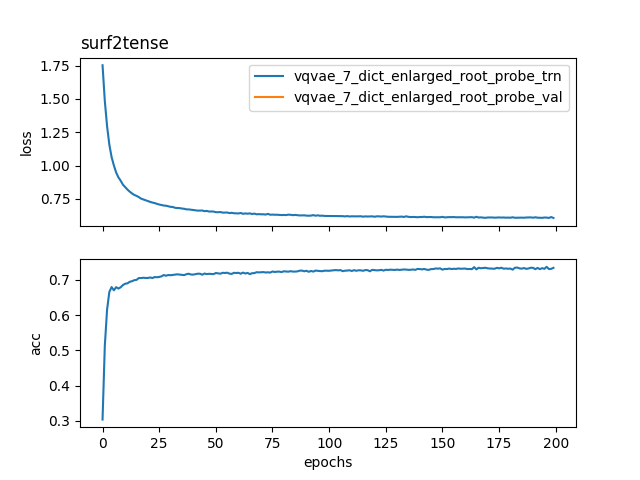 surf2tense
1.75
1.50
1.25
1.00
0.75
loss
vqvae_7_dict_enlarged_root_probe_trn
vqvae_7_dict_enlarged_root_probe_val
0.7
0.6
0.5
0.4
0.3
acc
0 25 50 75 100 125 150 175 200
epochs